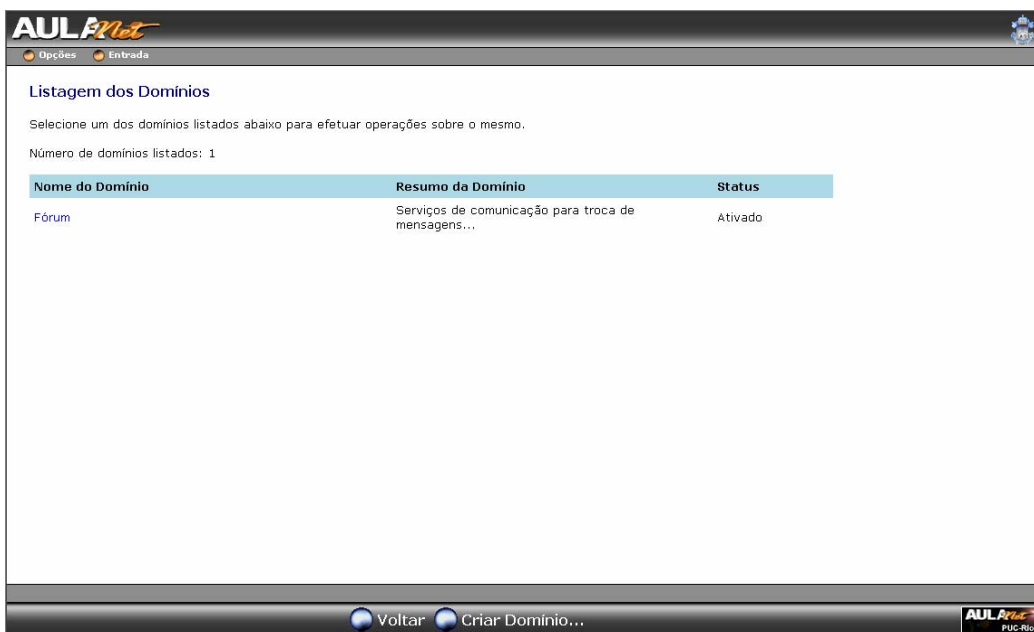 AULANet
Opções Entrada
Listagem dos Domínios
Selecione um dos domínios listados abaixo para efetuar operações sobre o mesmo.
Número de domínios listados: 1
Nome do Domínio Resumo da Domínio Status
Fórum Serviços de comunicação para troca de mensagens... Ativado
Voltar Criar Domínio...
AULANet
PUC-Rio